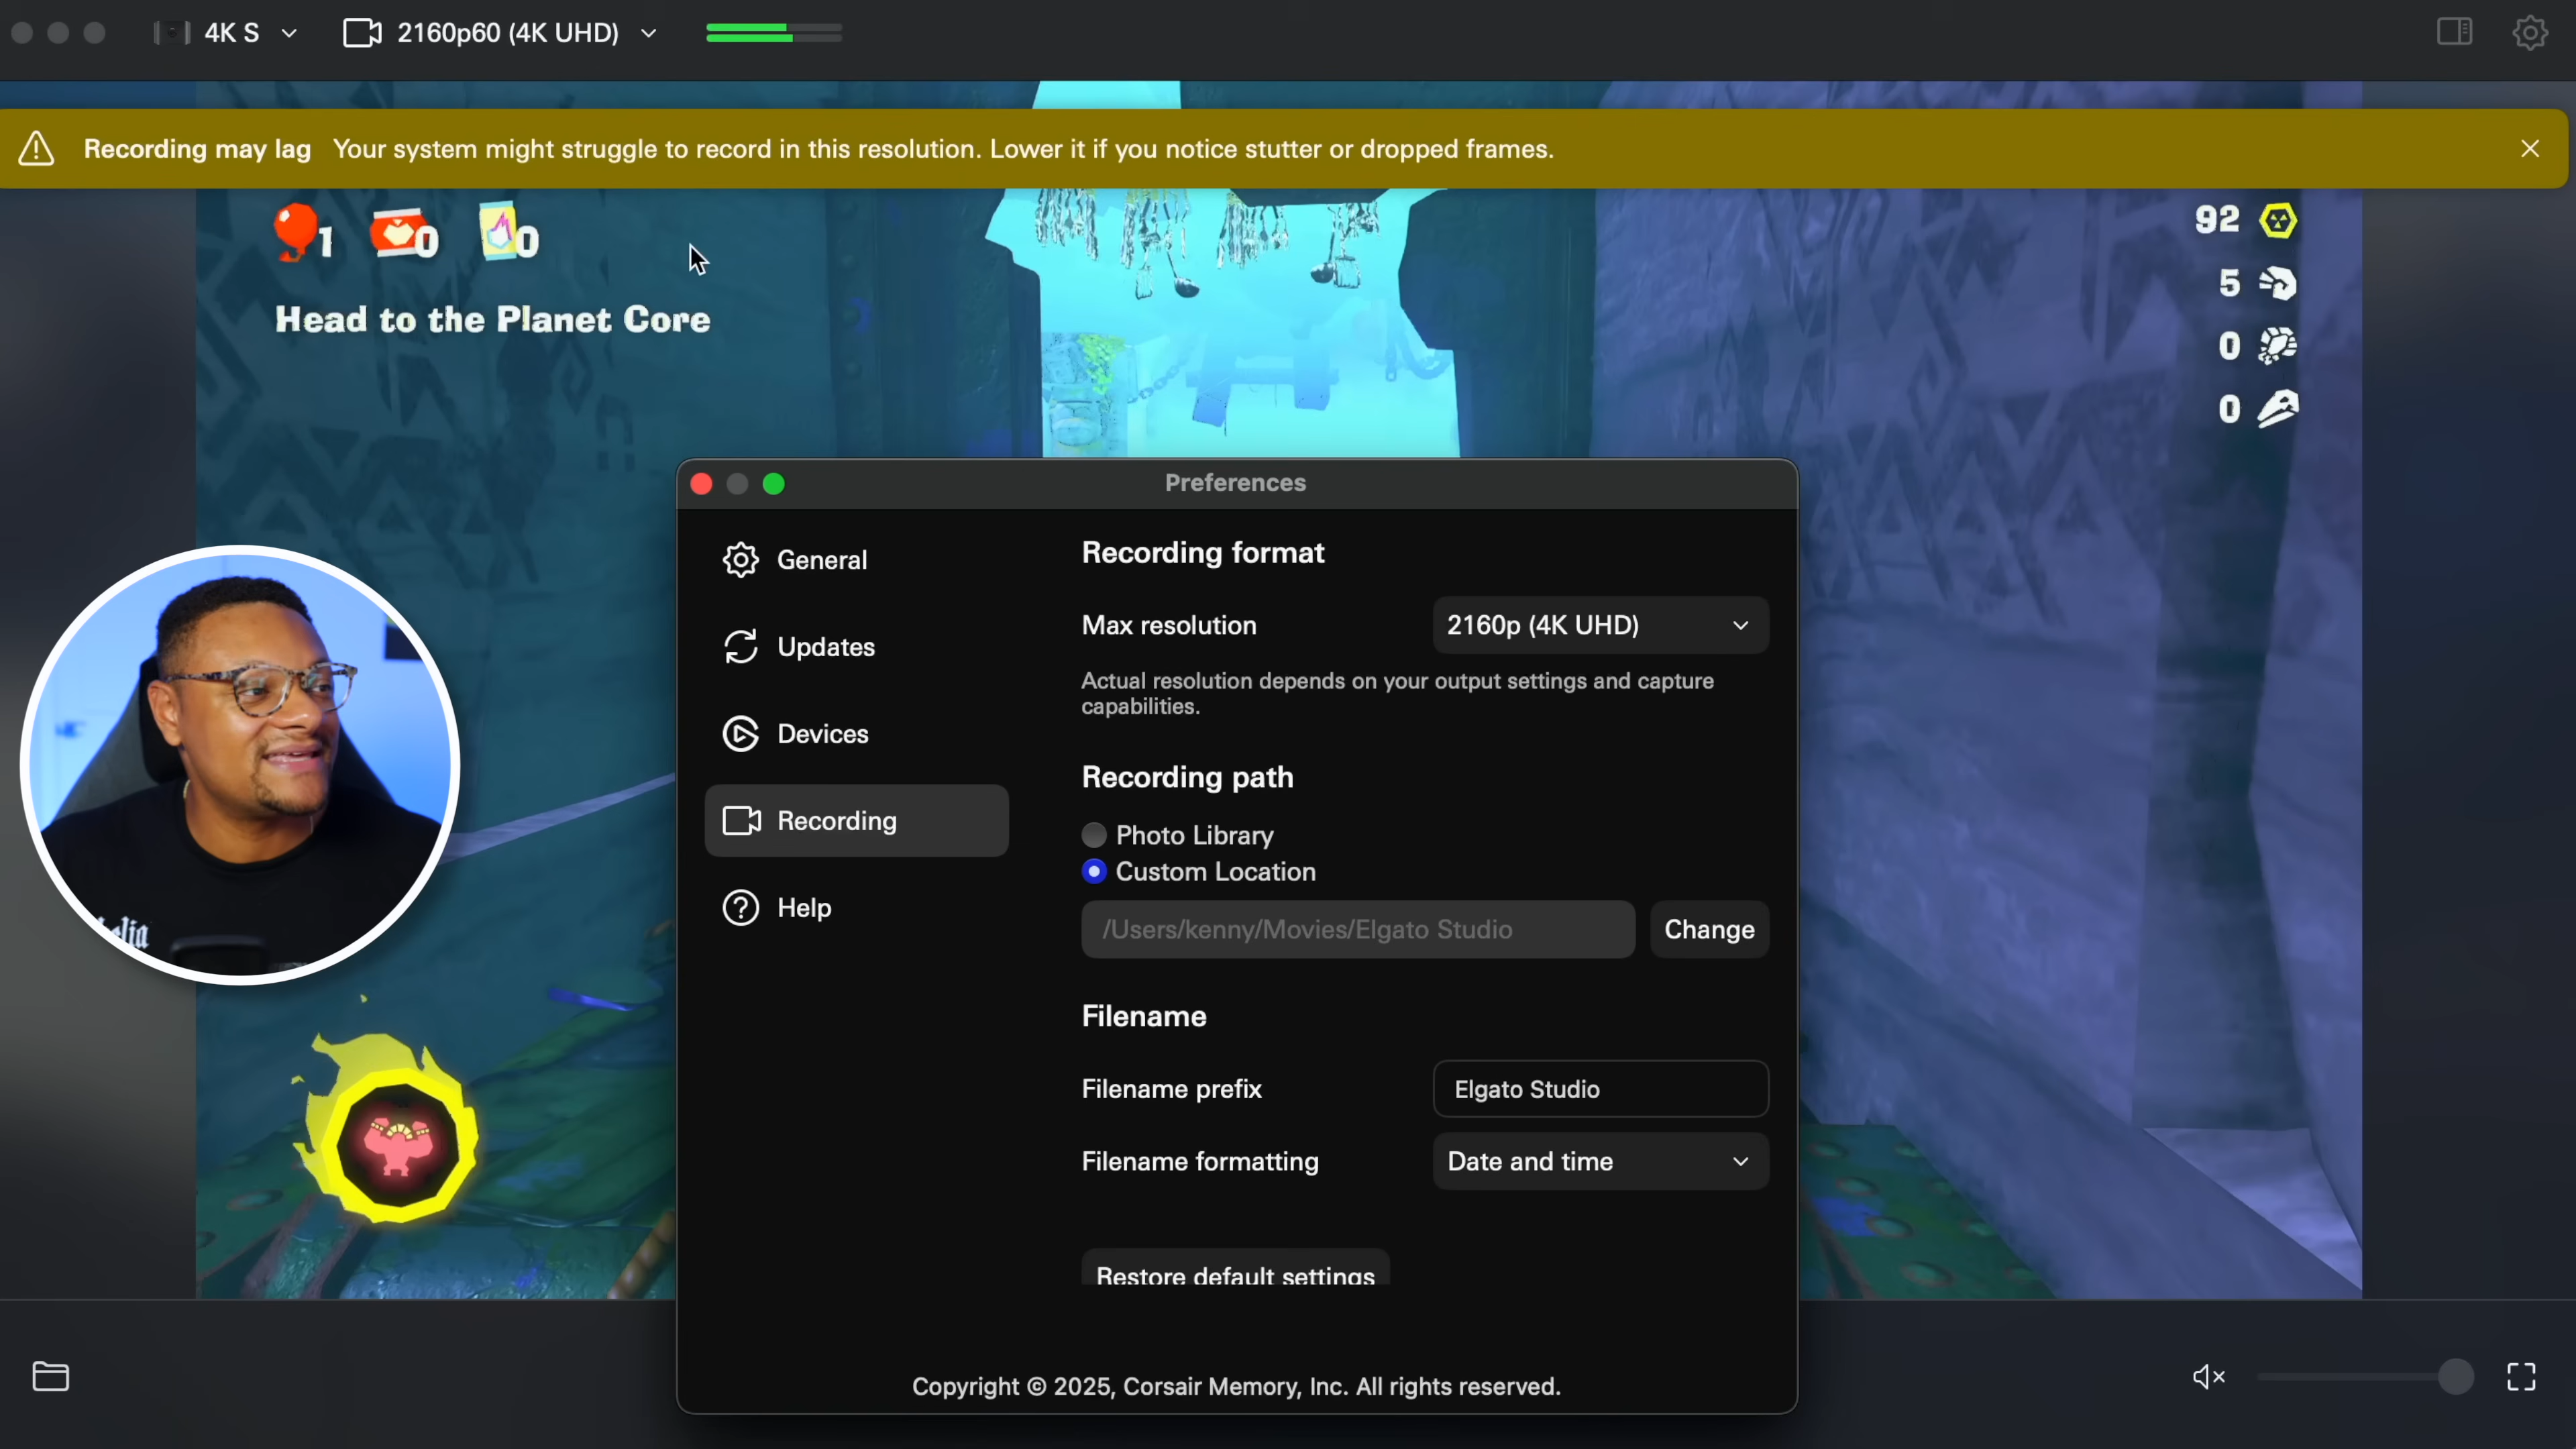 4K S
2160p60 (4K UHD)
Recording may lag Your system might struggle to record in this resolution. Lower it if you notice stutter or dropped frames.
1 0 0
Head to the Planet Core
92
5
0
0
Preferences
General
Updates
Devices
Recording
Help
Recording format
Max resolution 2160p (4K UHD)
Actual resolution depends on your output settings and capture
capabilities.
Recording path
Photo Library
Custom Location
/Users/kenny/Movies/Elgato Studio Change
Filename
Filename prefix Elgato Studio
Filename formatting Date and time
Restore default settings
Copyright © 2025, Corsair Memory, Inc. All rights reserved.